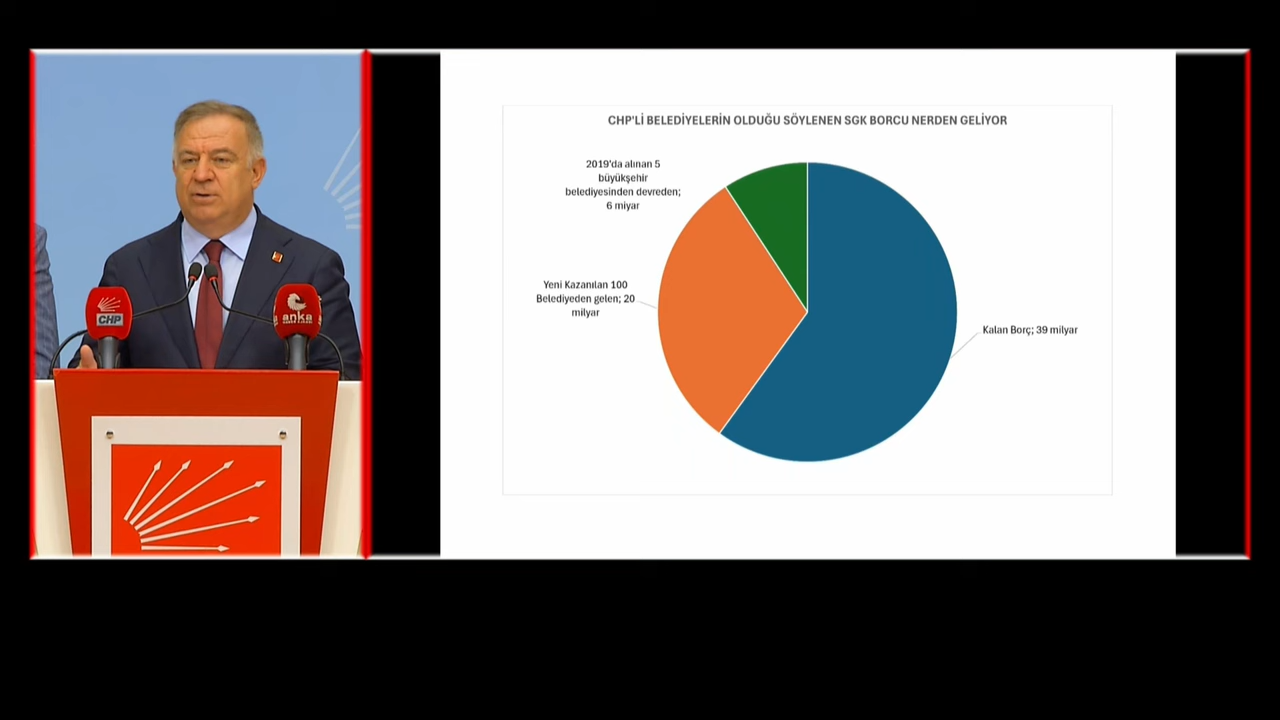 CHP
anka
CHP'Lİ BELEDİYELERİN OLDUĞU SÖYLENEN SGK BORCU NERDEN GELİYOR
2019'da alınan 5
büyükşehir
belediyesinden devreden;
6 miyar
Yeni Kazanılan 100
Belediyeden gelen; 20
milyar
Kalan Borç; 39 milyar